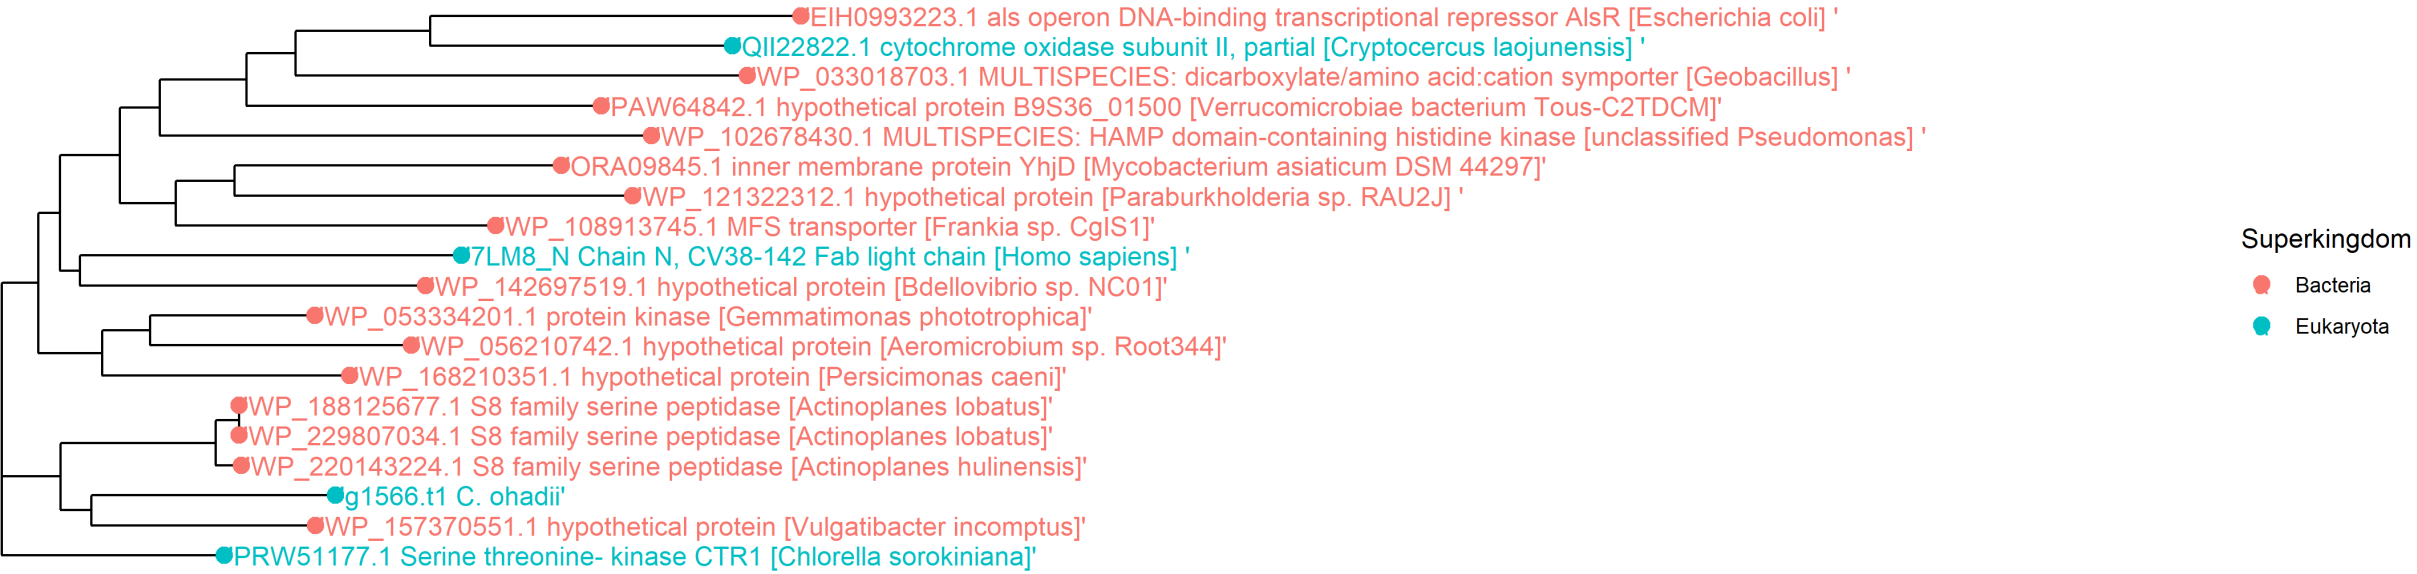 'EIH0993223.1 als operon DNA-binding transcriptional repressor AlsR [Escherichia coli] '
'QII22822.1 cytochrome oxidase subunit II, partial [Cryptocercus laojunensis] '
'WP_033018703.1 MULTISPECIES: dicarboxylate/amino acid:cation symporter [Geobacillus] '
'PAW64842.1 hypothetical protein B9S36_01500 [Verrucomicrobiae bacterium Tous-C2TDCM]'
'WP_102678430.1 MULTISPECIES: HAMP domain-containing histidine kinase [unclassified Pseudomonas] '
'ORA09845.1 inner membrane protein YhjD [Mycobacterium asiaticum DSM 44297]'
'WP_121322312.1 hypothetical protein [Paraburkholderia sp. RAU2J] '
'WP_108913745.1 MFS transporter [Frankia sp. CgIS1]'
'7LM8_N Chain N, CV38-142 Fab light chain [Homo sapiens] '
'WP_142697519.1 hypothetical protein [Bdellovibrio sp. NC01]'
'WP_053334201.1 protein kinase [Gemmatimonas phototrophica]'
'WP_056210742.1 hypothetical protein [Aeromicrobium sp. Root344]'
'WP_168210351.1 hypothetical protein [Persicimonas caeni]'
'WP_188125677.1 S8 family serine peptidase [Actinoplanes lobatus]'
'WP_229807034.1 S8 family serine peptidase [Actinoplanes lobatus]'
'WP_220143224.1 S8 family serine peptidase [Actinoplanes hulinensis]'
'g1566.t1 C. ohadii'
'WP_157370551.1 hypothetical protein [Vulgatibacter incomptus]'
'PRW51177.1 Serine threonine- kinase CTR1 [Chlorella sorokiniana]'
Superkingdom
Bacteria
Eukaryota